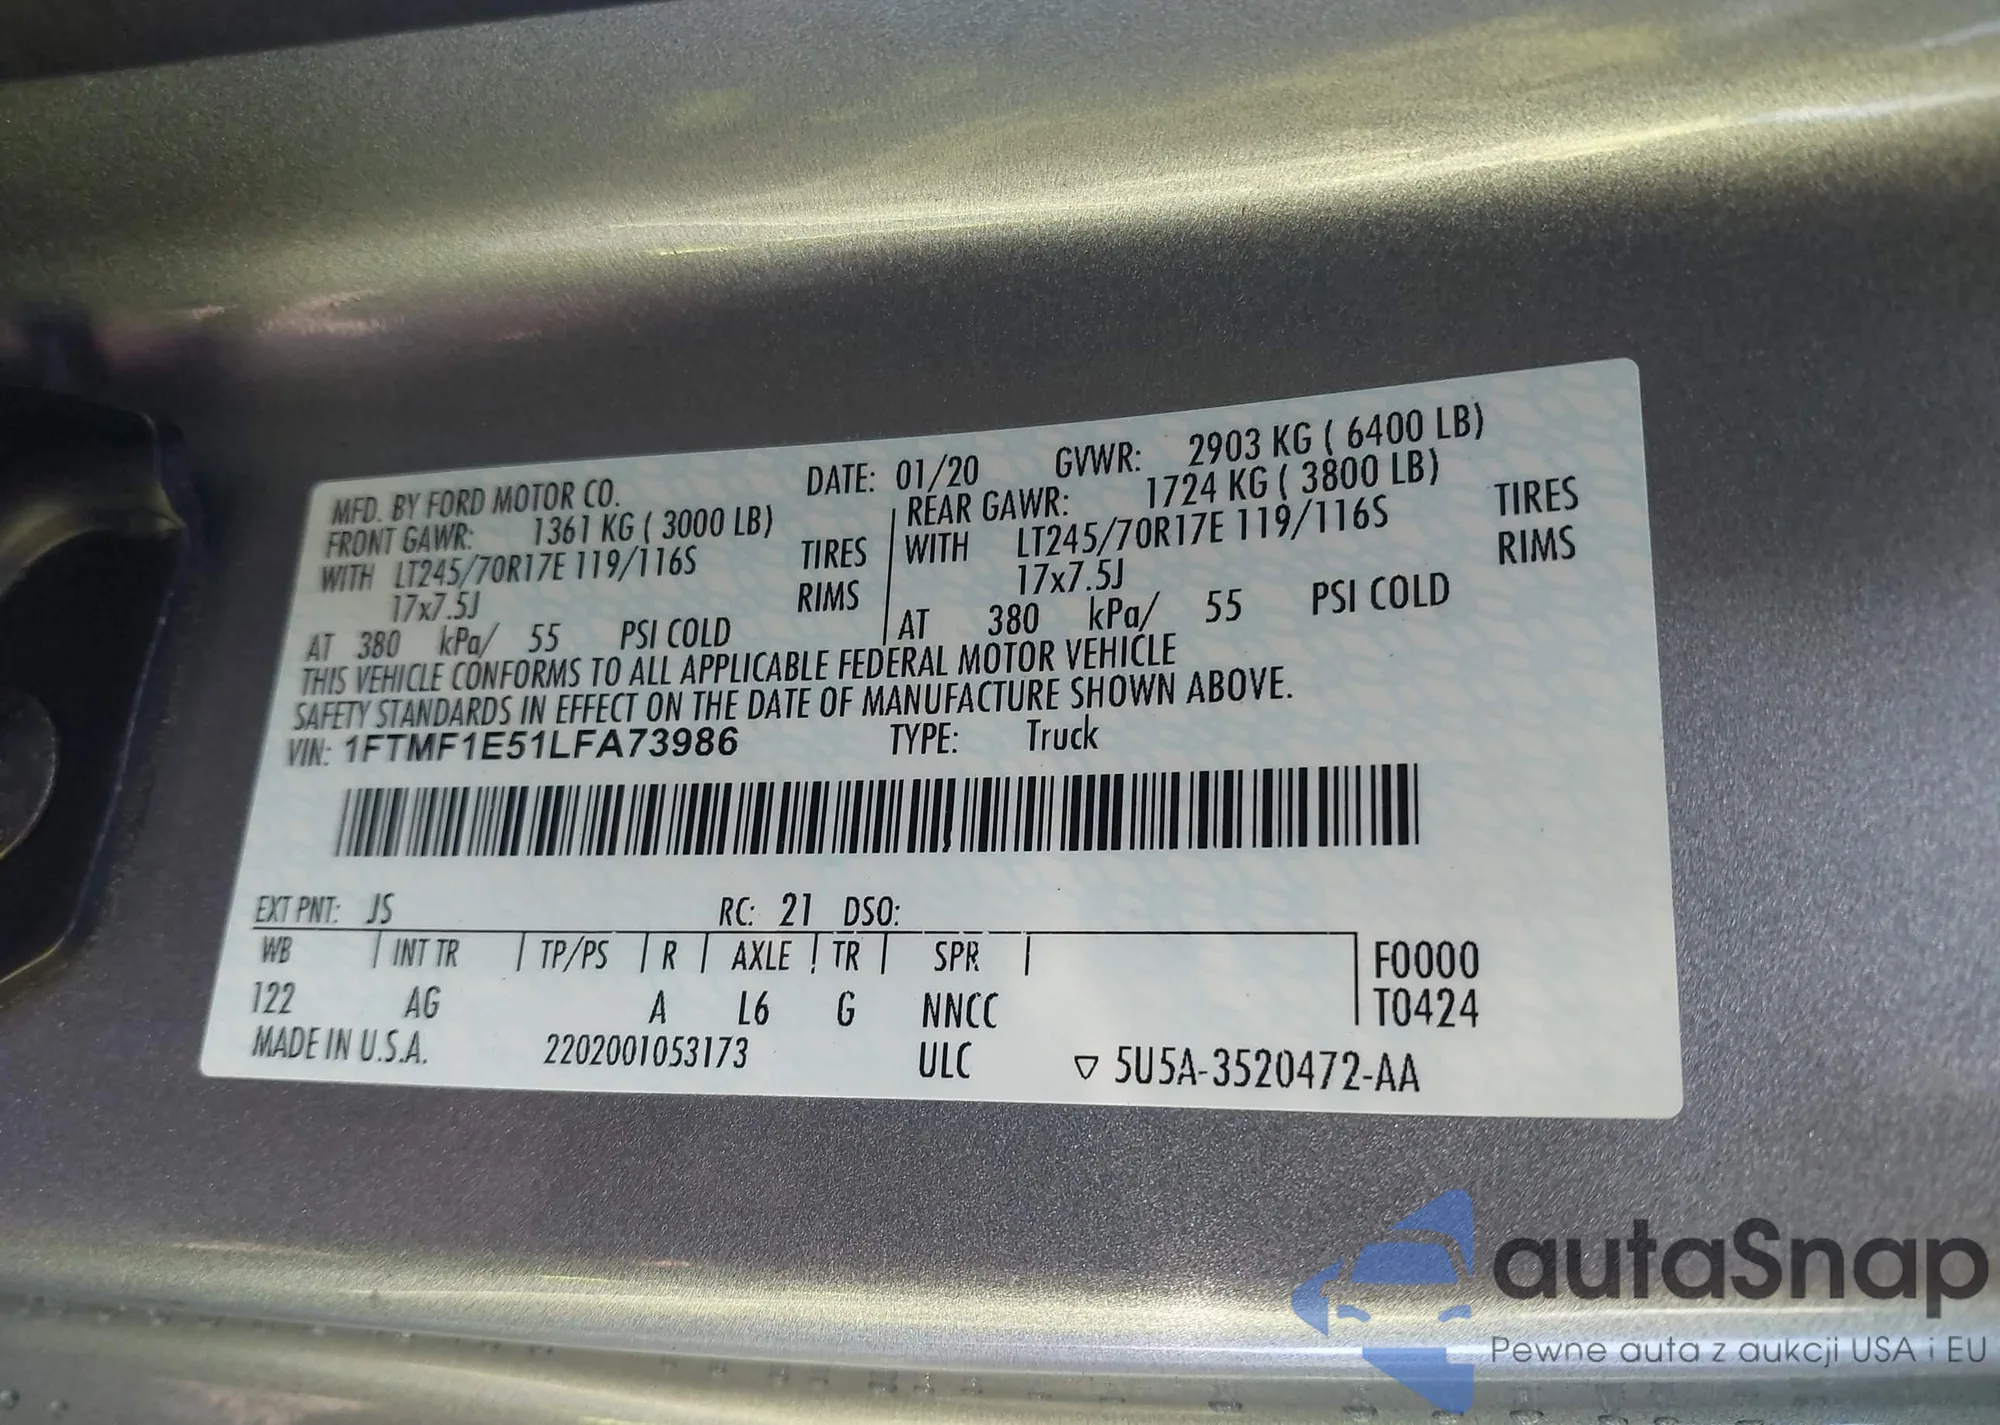 MFD. BY FORD MOTOR CO. DATE: 01/20 GVWR: 2903 KG ( 6400 LB)
FRONT GAWR: 1361 KG ( 3000 LB) REAR GAWR: 1724 KG ( 3800 LB)
WITH LT245/70R17E 119/116S TIRES WITH LT245/70R17E 119/116S TIRES
17x7.5J RIMS 17x7.5J RIMS
AT 380 kPa/ 55 PSI COLD AT 380 kPa/ 55 PSI COLD
THIS VEHICLE CONFORMS TO ALL APPLICABLE FEDERAL MOTOR VEHICLE
SAFETY STANDARDS IN EFFECT ON THE DATE OF MANUFACTURE SHOWN ABOVE.
VIN: 1FTMF1E51LFA73986 TYPE: Truck
EXT PNT: JS RC: 21 DSO:
WB INT TR TP/PS R AXLE TR SPR F0000
122 AG A L6 G NNCC T0424
MADE IN U.S.A. 2202001053173 ULC ▽ 5U5A-3520472-AA
autaSnap
Pewne auta z aukcji USA i EU